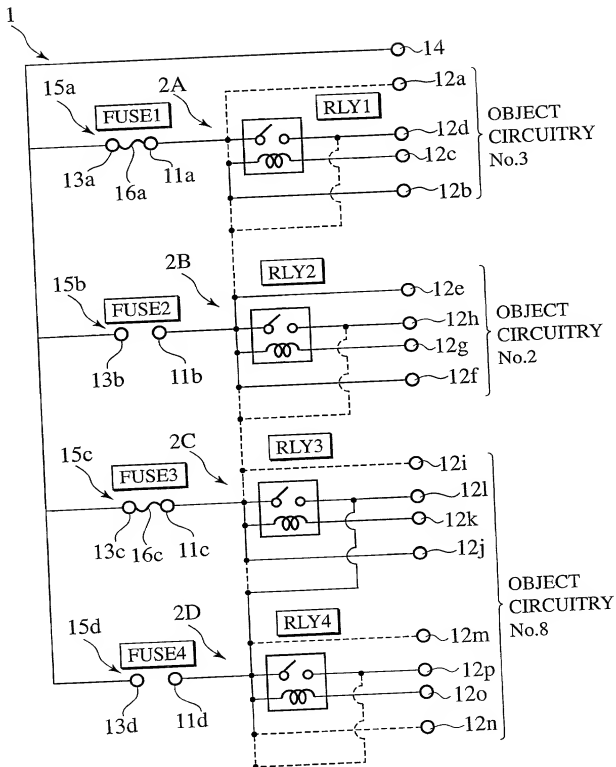 1
14
15a
FUSE1
2A
RLY1
12a
12d
12c
12b
OBJECT
CIRCUITRY
No.3
13a
16a
11a
15b
FUSE2
2B
RLY2
12e
12h
12g
12f
OBJECT
CIRCUITRY
No.2
13b
11b
15c
FUSE3
2C
RLY3
12i
12l
12k
12j
13c
16c
11c
OBJECT
CIRCUITRY
No.8
15d
FUSE4
2D
RLY4
12m
12p
12o
12n
13d
11d